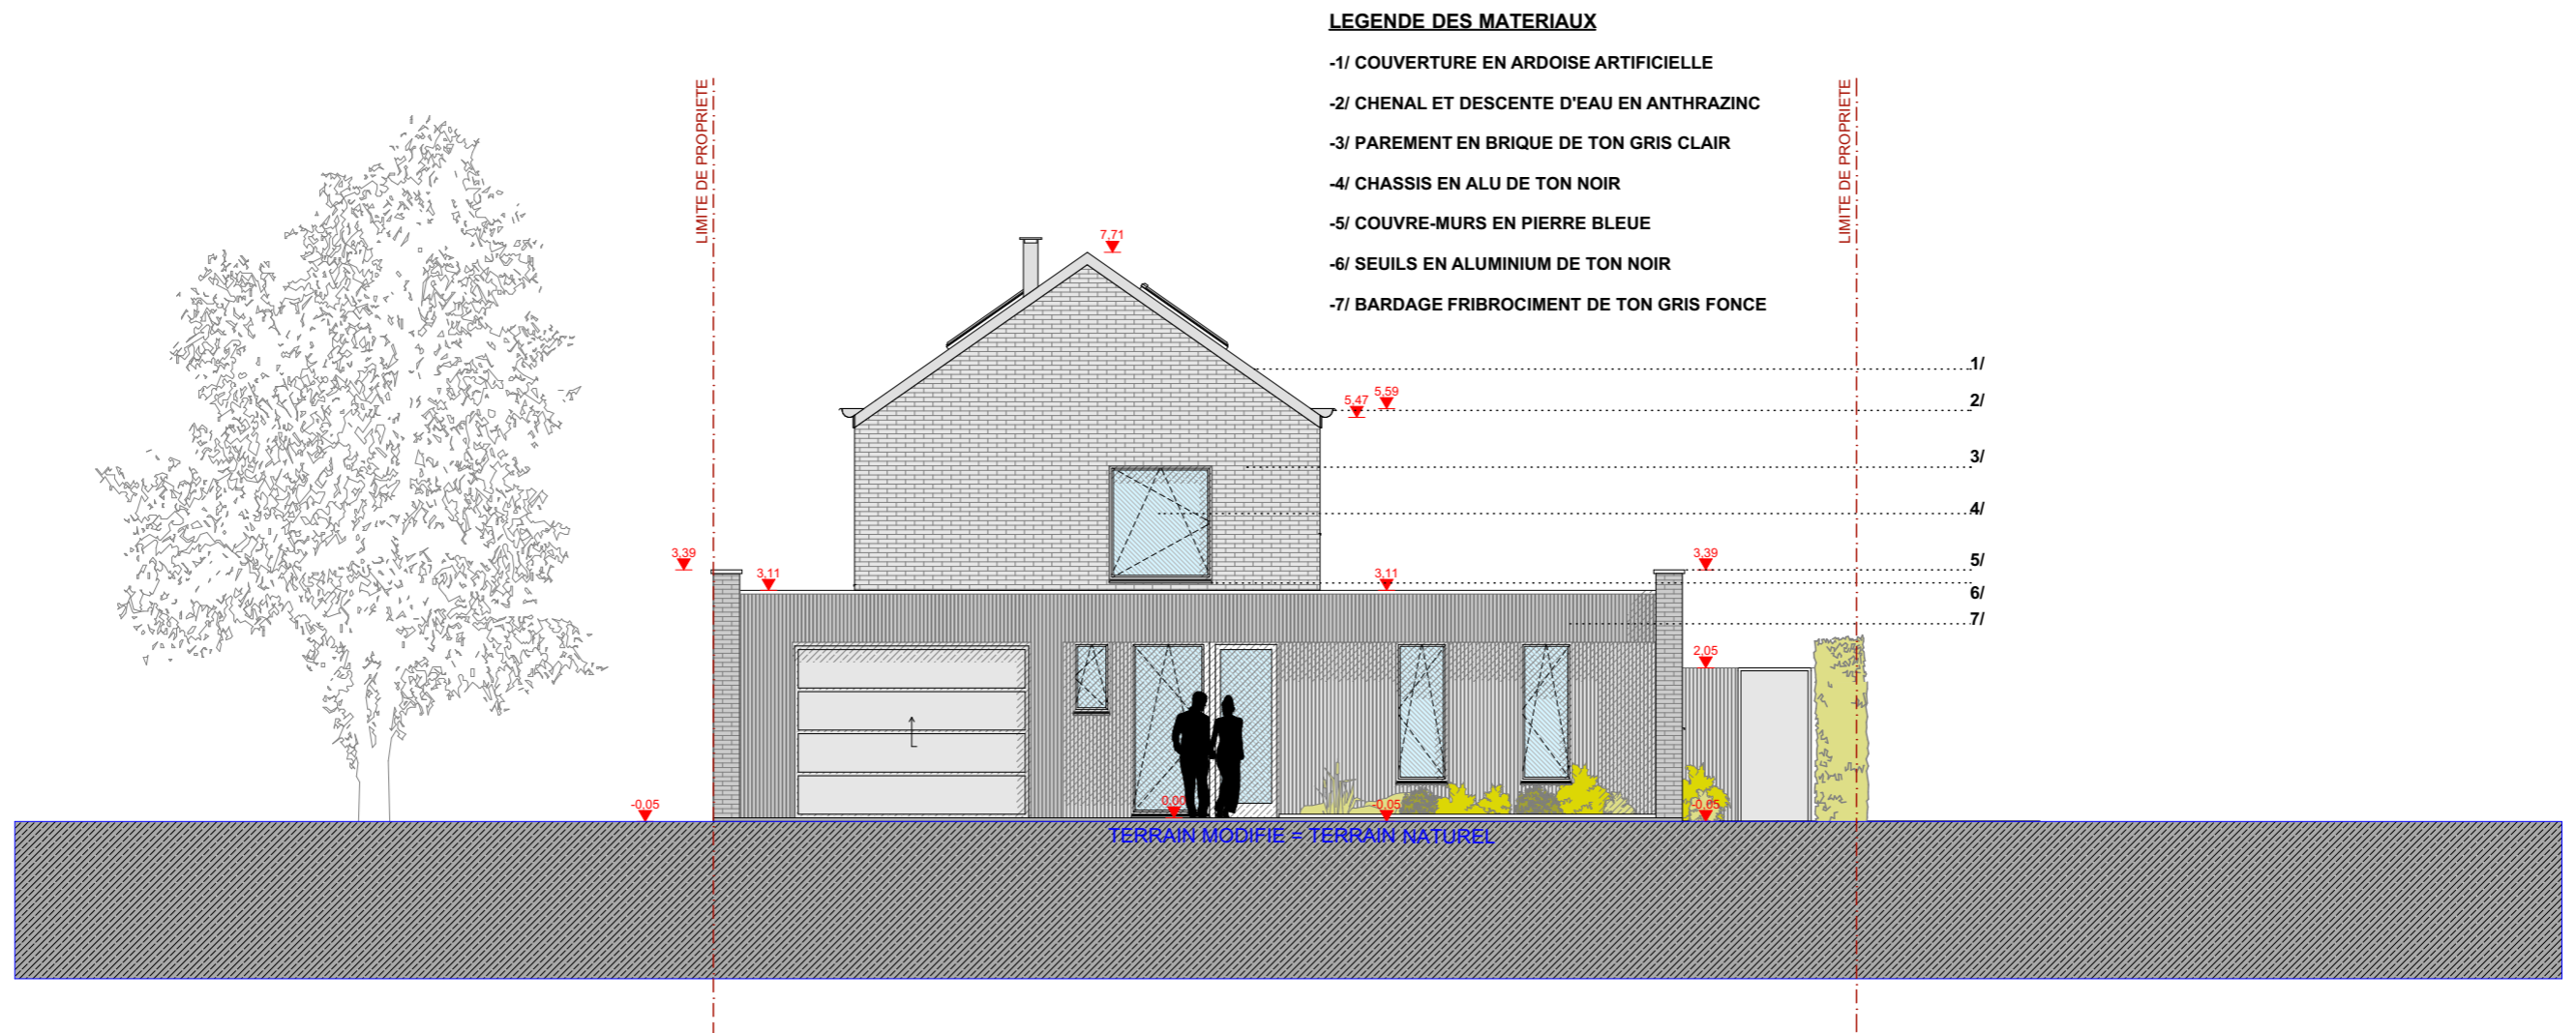 LEGENDE DES MATERIAUX
-1/ COUVERTURE EN ARDOISE ARTIFICIELLE
-2/ CHENAL ET DESCENTE D'EAU EN ANTHRAZINC
-3/ PAREMENT EN BRIQUE DE TON GRIS CLAIR
-4/ CHASSIS EN ALU DE TON NOIR
-5/ COUVRE-MURS EN PIERRE BLEUE
-6/ SEUILS EN ALUMINIUM DE TON NOIR
-7/ BARDAGE FRIBROCIMENT DE TON GRIS FONCE
LIMITE DE PROPRIETE
LIMITE DE PROPRIETE
7,71
1/
5,59
5,47
2/
3/
4/
3,39
3,39
5/
3,11
3,11
6/
7/
2,05
-0,05
0,00
-0,05
-0,05
TERRAIN MODIFIE = TERRAIN NATUREL